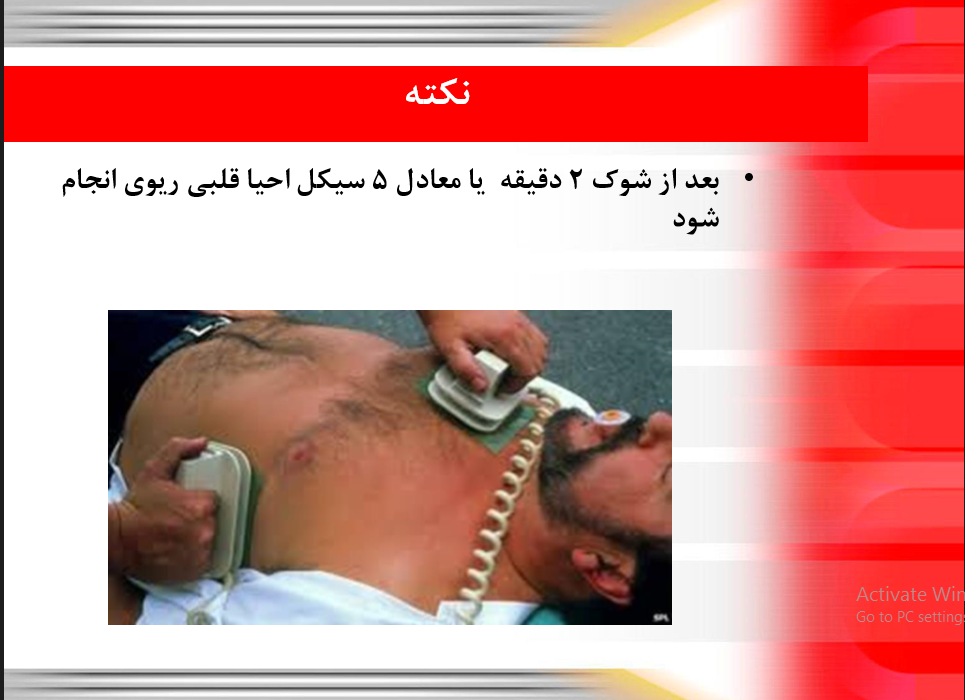 نکته
• بعد از شوک ۲ دقیقه یا معادل ۵ سیکل احیا قلبی ریوی انجام
شود
SPL
Activate Win
Go to PC settings